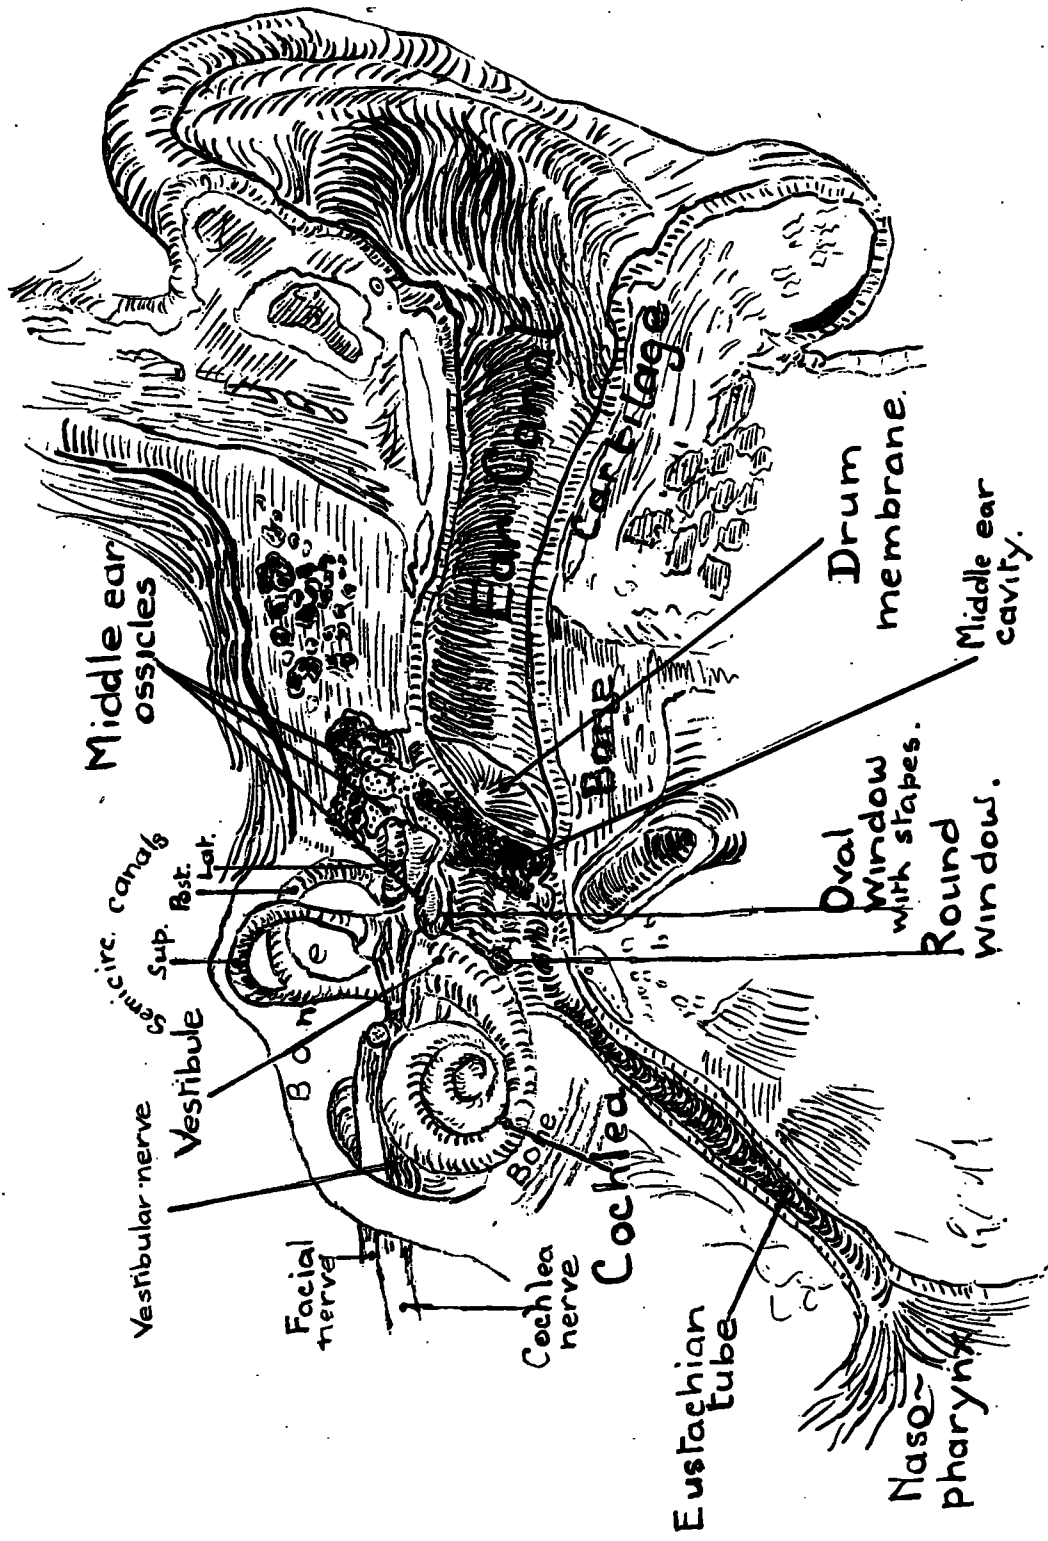 Middle ear
ossicles
Semicirc. canals
Sup.
Post.
Lat.
Vestibule
Vestibular nerve
Facial
nerve
Cochlea
nerve
Cochlea
Bone
Bone.
Eustachian
tube
Naso~
pharynx
Ear Canal
Cartilage
Bone
Drum
membrane.
Middle ear
cavity.
Oval
Window
with stapes.
Round
Window.